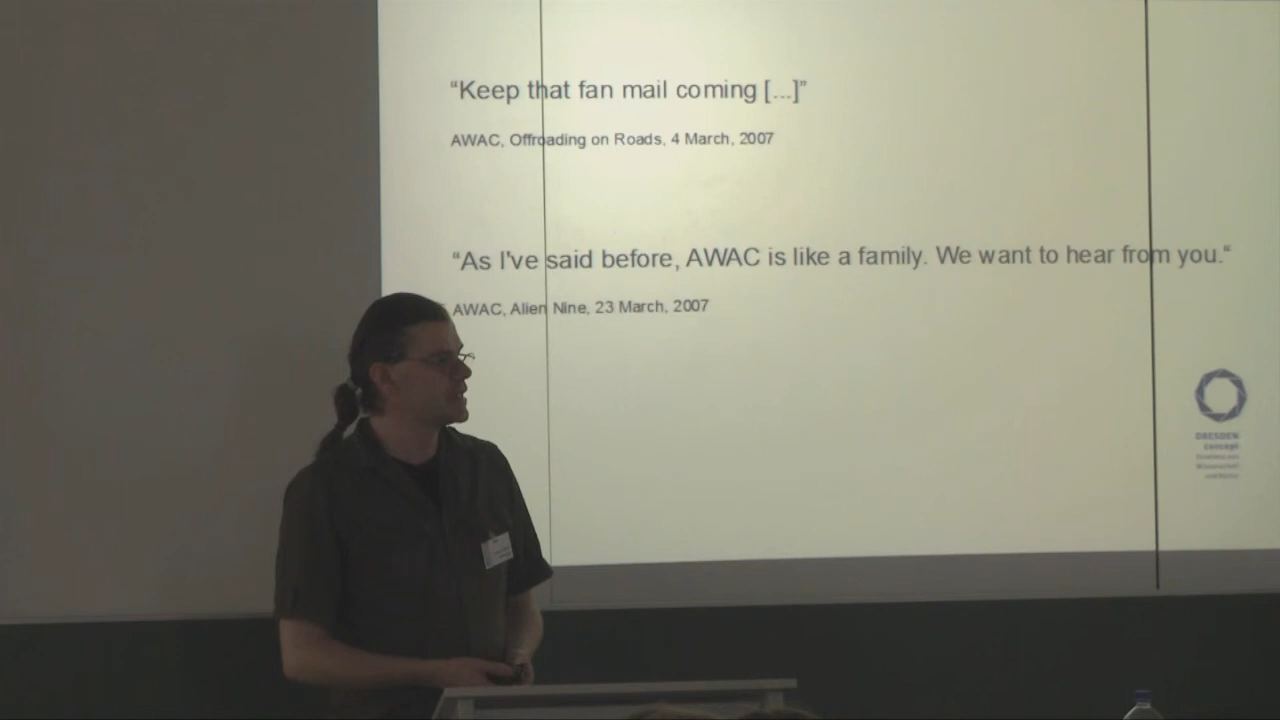 “Keep that fan mail coming [...]”
AWAC, Offroading on Roads, 4 March, 2007
“As I've said before, AWAC is like a family. We want to hear from you.“
AWAC, Alien Nine, 23 March, 2007
DRESDEN
concept